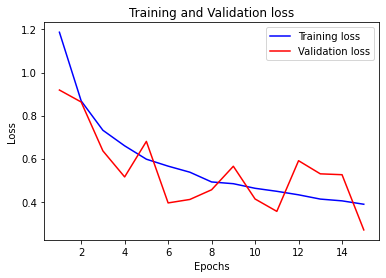 Training and Validation loss
Training loss
Validation loss
1.2
1.0
0.8
0.6
0.4
Loss
2
4
6
8
10
12
14
Epochs